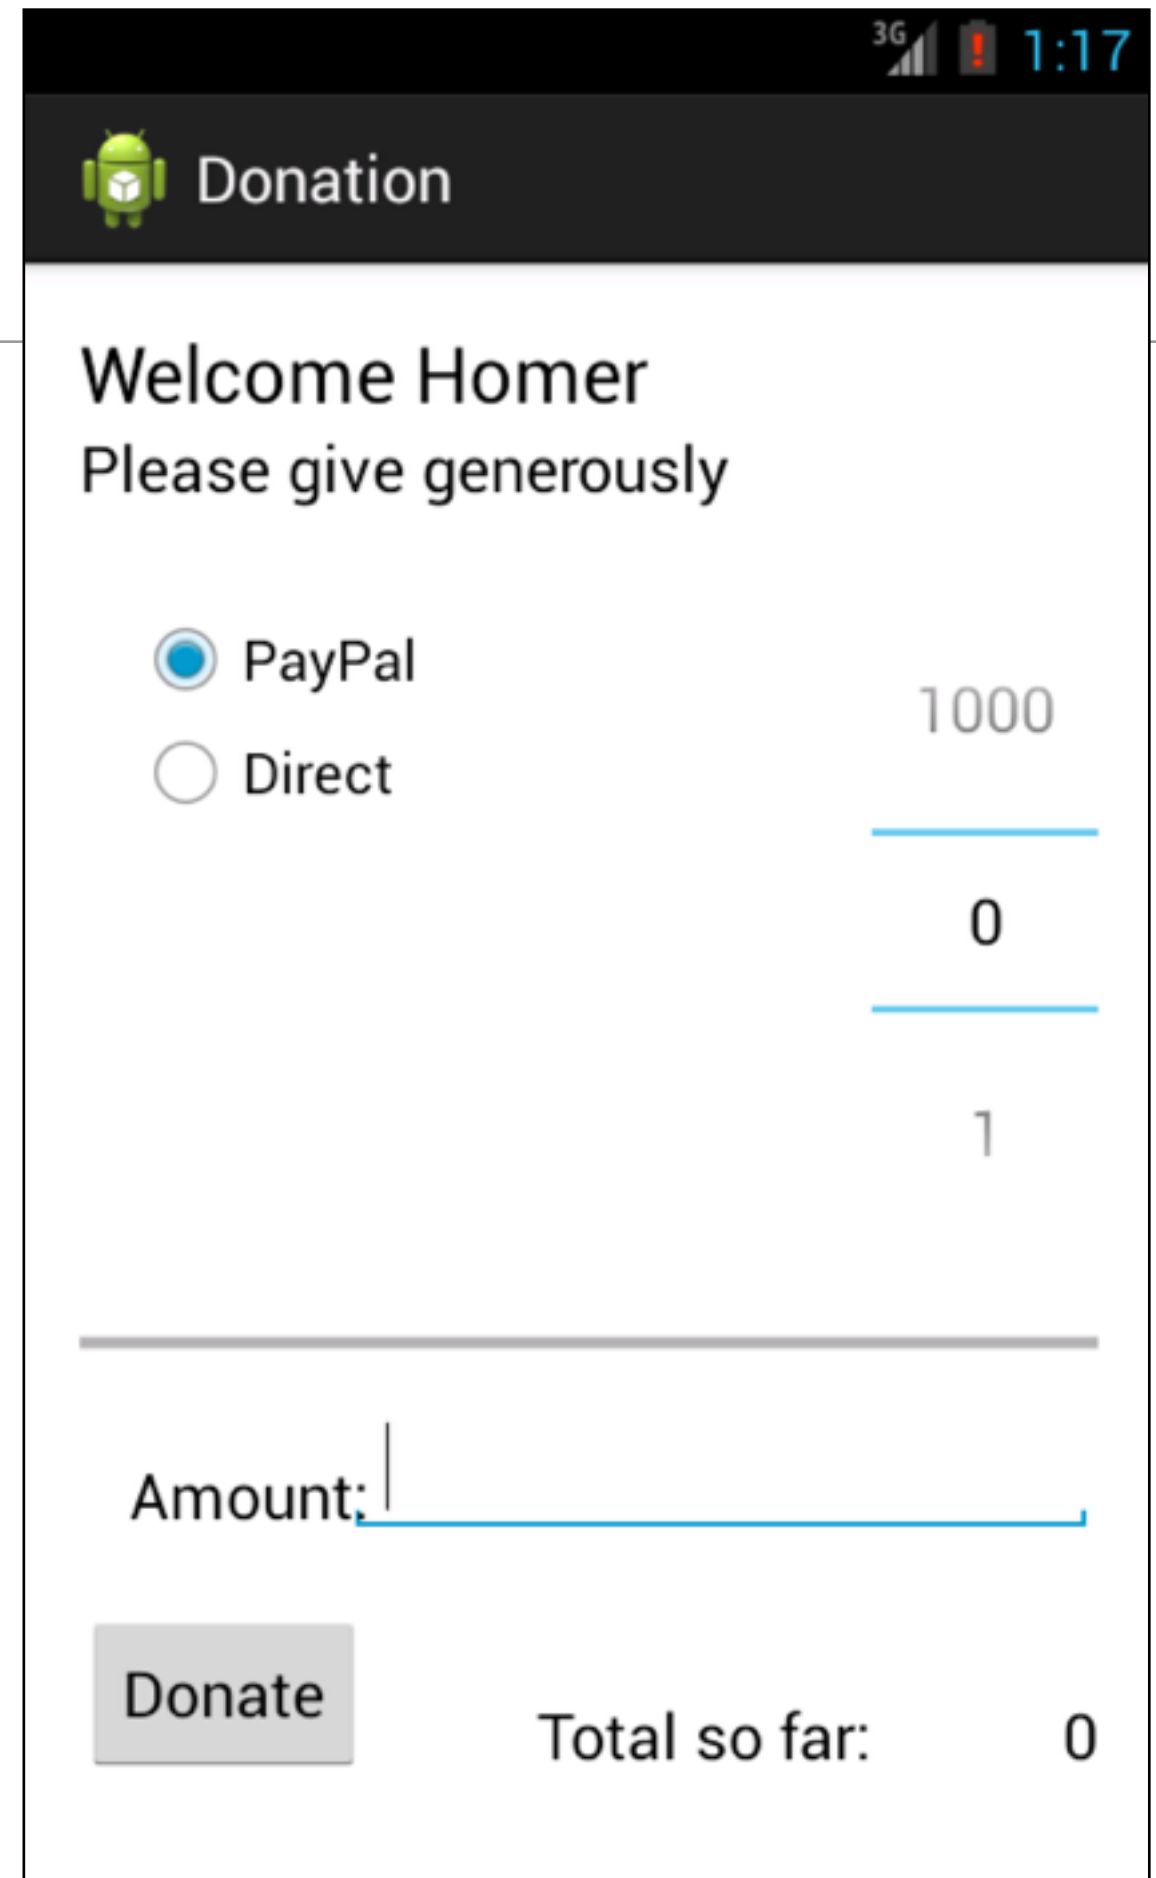 3G 1:17
Donation
Welcome Homer
Please give generously
PayPal
Direct
1000
0
1
Amount:
Donate
Total so far: 0